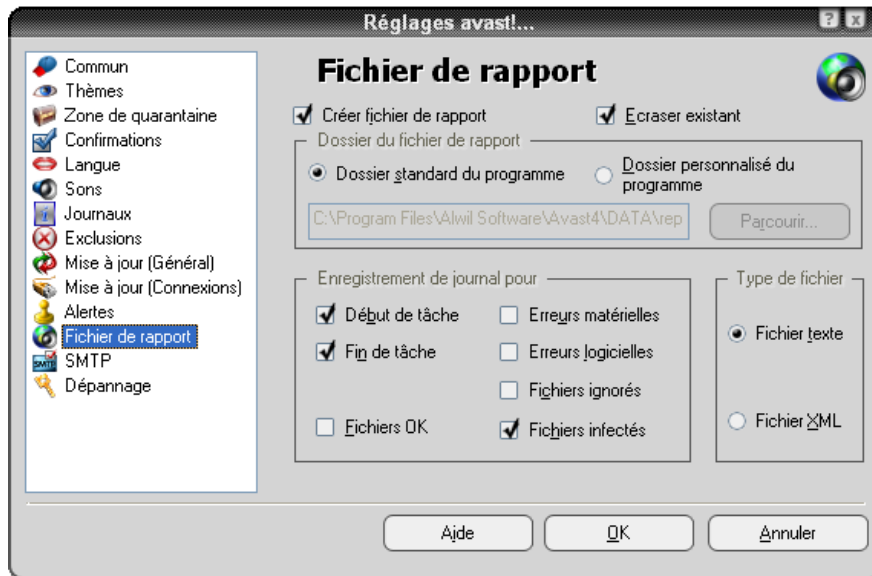 Réglages avast!...
Commun
Thèmes
Zone de quarantaine
Confirmations
Langue
Sons
Journaux
Exclusions
Mise à jour (Général)
Mise à jour (Connexions)
Alertes
Fichier de rapport
SMTP
Dépannage
Fichier de rapport
Créer fichier de rapport
Ecraser existant
Dossier du fichier de rapport
Dossier standard du programme
Dossier personnalisé du
programme
C:\Program Files\Alwil Software\Avast4\DATA\rep
Parcourir...
Enregistrement de journal pour
Début de tâche
Erreurs matérielles
Fin de tâche
Erreurs logicielles
Fichiers ignorés
Fichiers OK
Fichiers infectés
Type de fichier
Fichier texte
Fichier XML
Aide
OK
Annuler